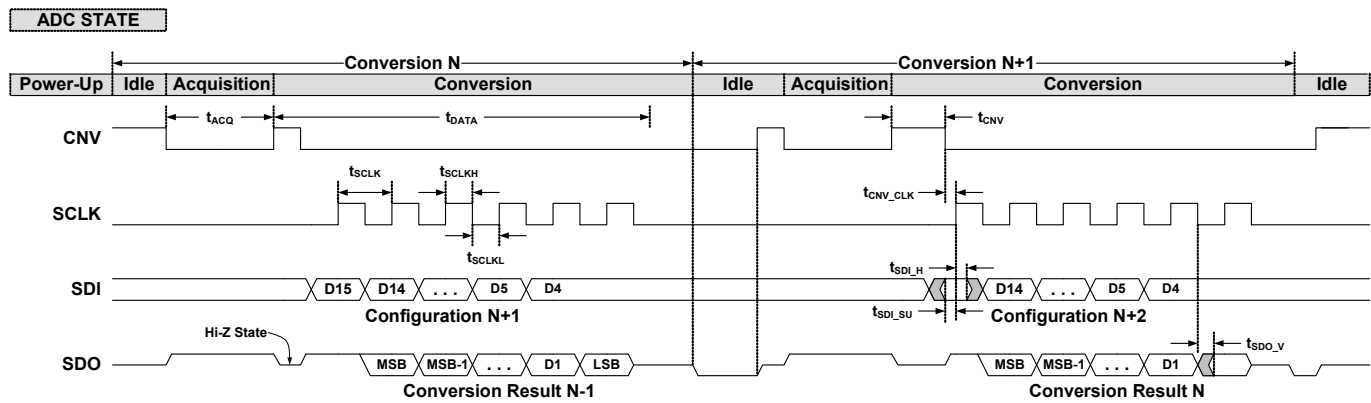 ADC STATE
Conversion N Conversion N+1
Power-Up Idle Acquisition Conversion Idle Acquisition Conversion Idle
tACQ tDATA tCNV
CNV
tSCLK tSCLKH tCNV_CLK
SCLK
tSCLKL tSDI_H
SDI D15 D14 . . . D5 D4 D14 . . . D5 D4
Configuration N+1 tSDI_SU Configuration N+2
Hi-Z State tSDO_V
SDO MSB MSB-1 . . . D1 LSB MSB MSB-1 . . . D1
Conversion Result N-1 Conversion Result N